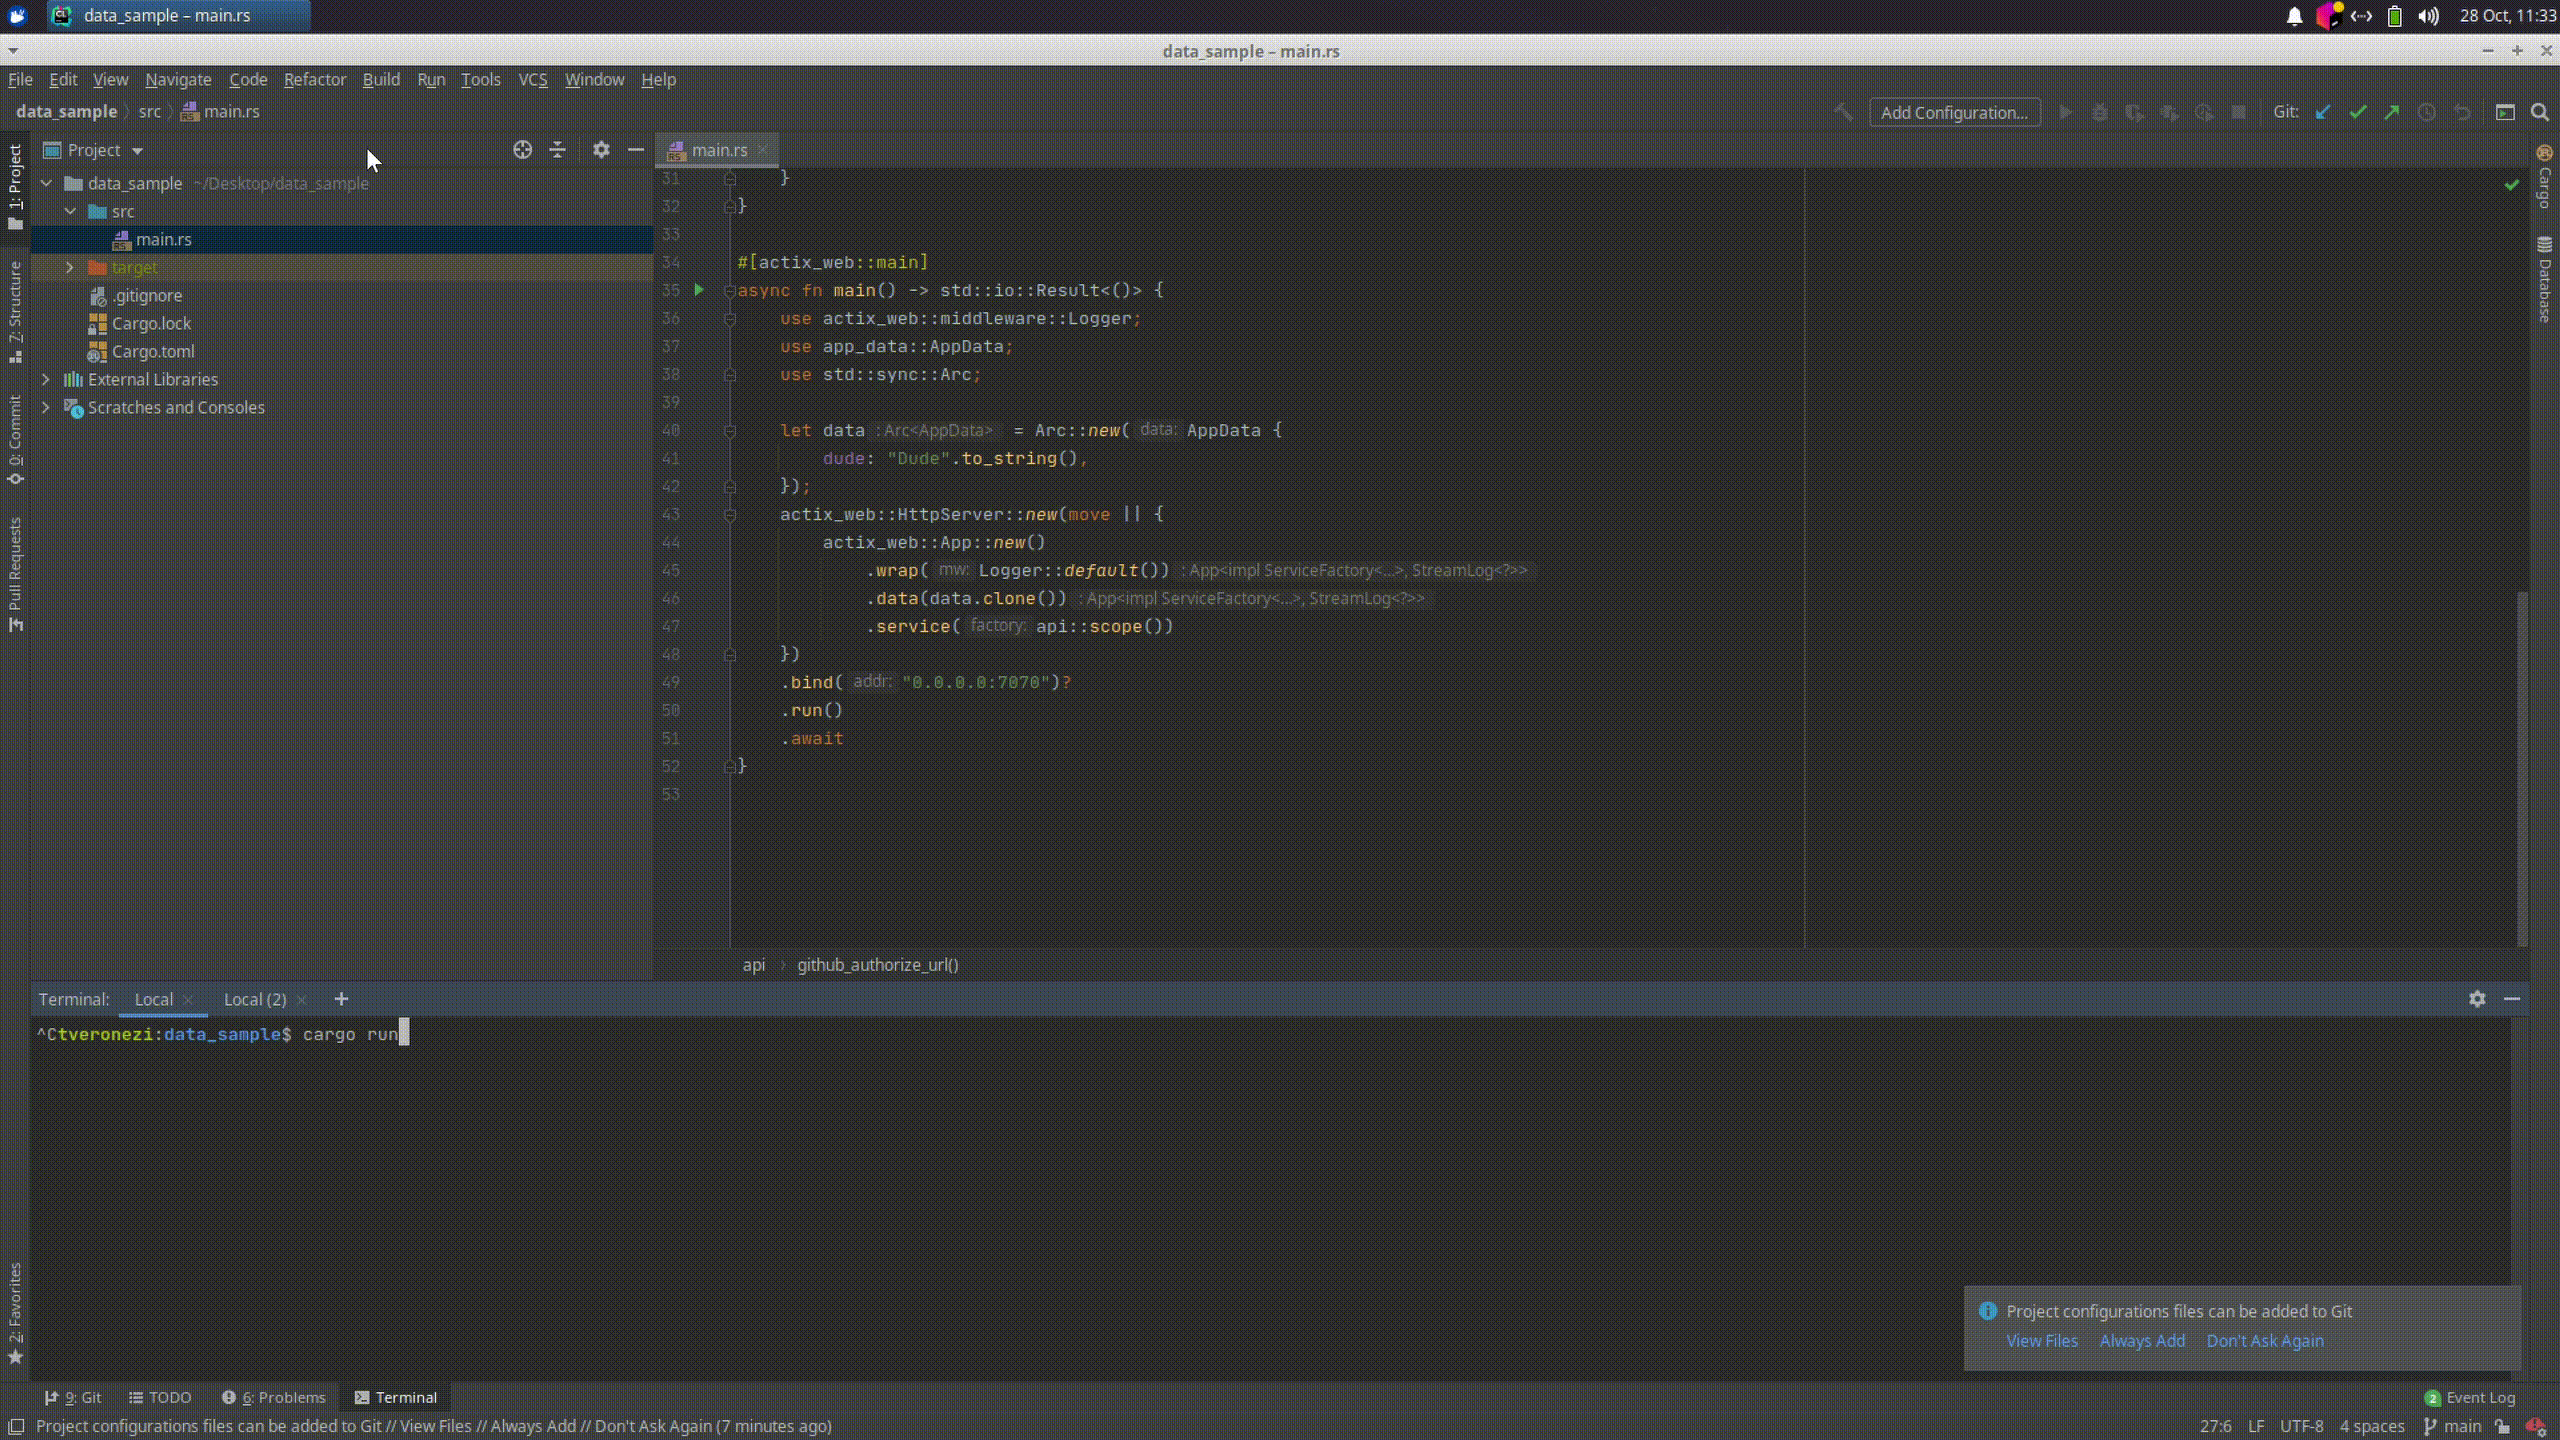 data_sample – main.rs
28 Oct, 11:33
data_sample – main.rs
File Edit View Navigate Code Refactor Build Run Tools VCS Window Help
data_sample src main.rs
Add Configuration...
Git:
1: Project
7: Structure
0: Commit
Pull Requests
2: Favorites
Project
data_sample ~/Desktop/data_sample
src
main.rs
target
.gitignore
Cargo.lock
Cargo.toml
External Libraries
Scratches and Consoles
main.rs
31 }
32 }
33
34 #[actix_web::main]
35 async fn main() -> std::io::Result<()> {
36 use actix_web::middleware::Logger;
37 use app_data::AppData;
38 use std::sync::Arc;
39
40 let data : Arc<AppData> = Arc::new( data: AppData {
41 dude: "Dude".to_string(),
42 });
43 actix_web::HttpServer::new(move || {
44 actix_web::App::new()
45 .wrap( mw: Logger::default()) : App<impl ServiceFactory<...>, StreamLog<?>>
46 .data(data.clone()) : App<impl ServiceFactory<...>, StreamLog<?>>
47 .service( factory: api::scope())
48 })
49 .bind( addr: "0.0.0.0:7070")?
50 .run()
51 .await
52 }
53
api github_authorize_url()
Cargo
Database
Terminal: Local Local (2) +
^Ctveronezi:data_sample$ cargo run
Project configurations files can be added to Git
View Files Always Add Don't Ask Again
9: Git TODO 6: Problems Terminal
2 Event Log
Project configurations files can be added to Git // View Files // Always Add // Don't Ask Again (7 minutes ago)
27:6 LF UTF-8 4 spaces main